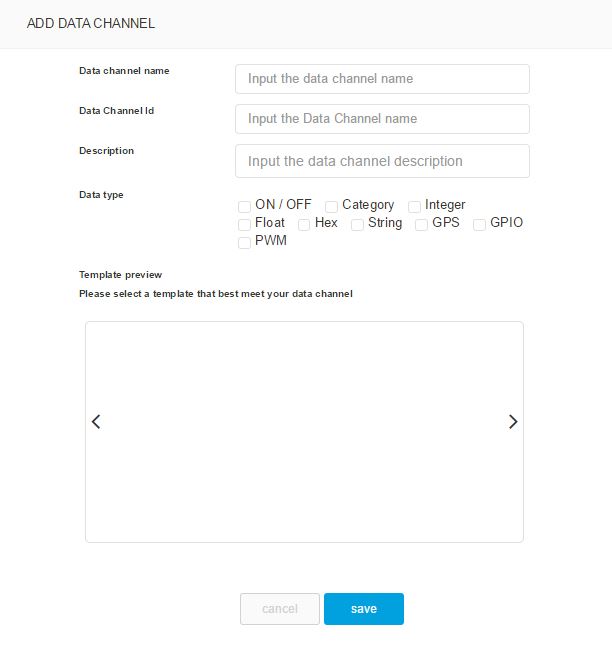 ADD DATA CHANNEL
Data channel name
Input the data channel name
Data Channel Id
Input the Data Channel name
Description
Input the data channel description
Data type
ON / OFF Category Integer
Float Hex String GPS GPIO
PWM
Template preview
Please select a template that best meet your data channel
cancel save